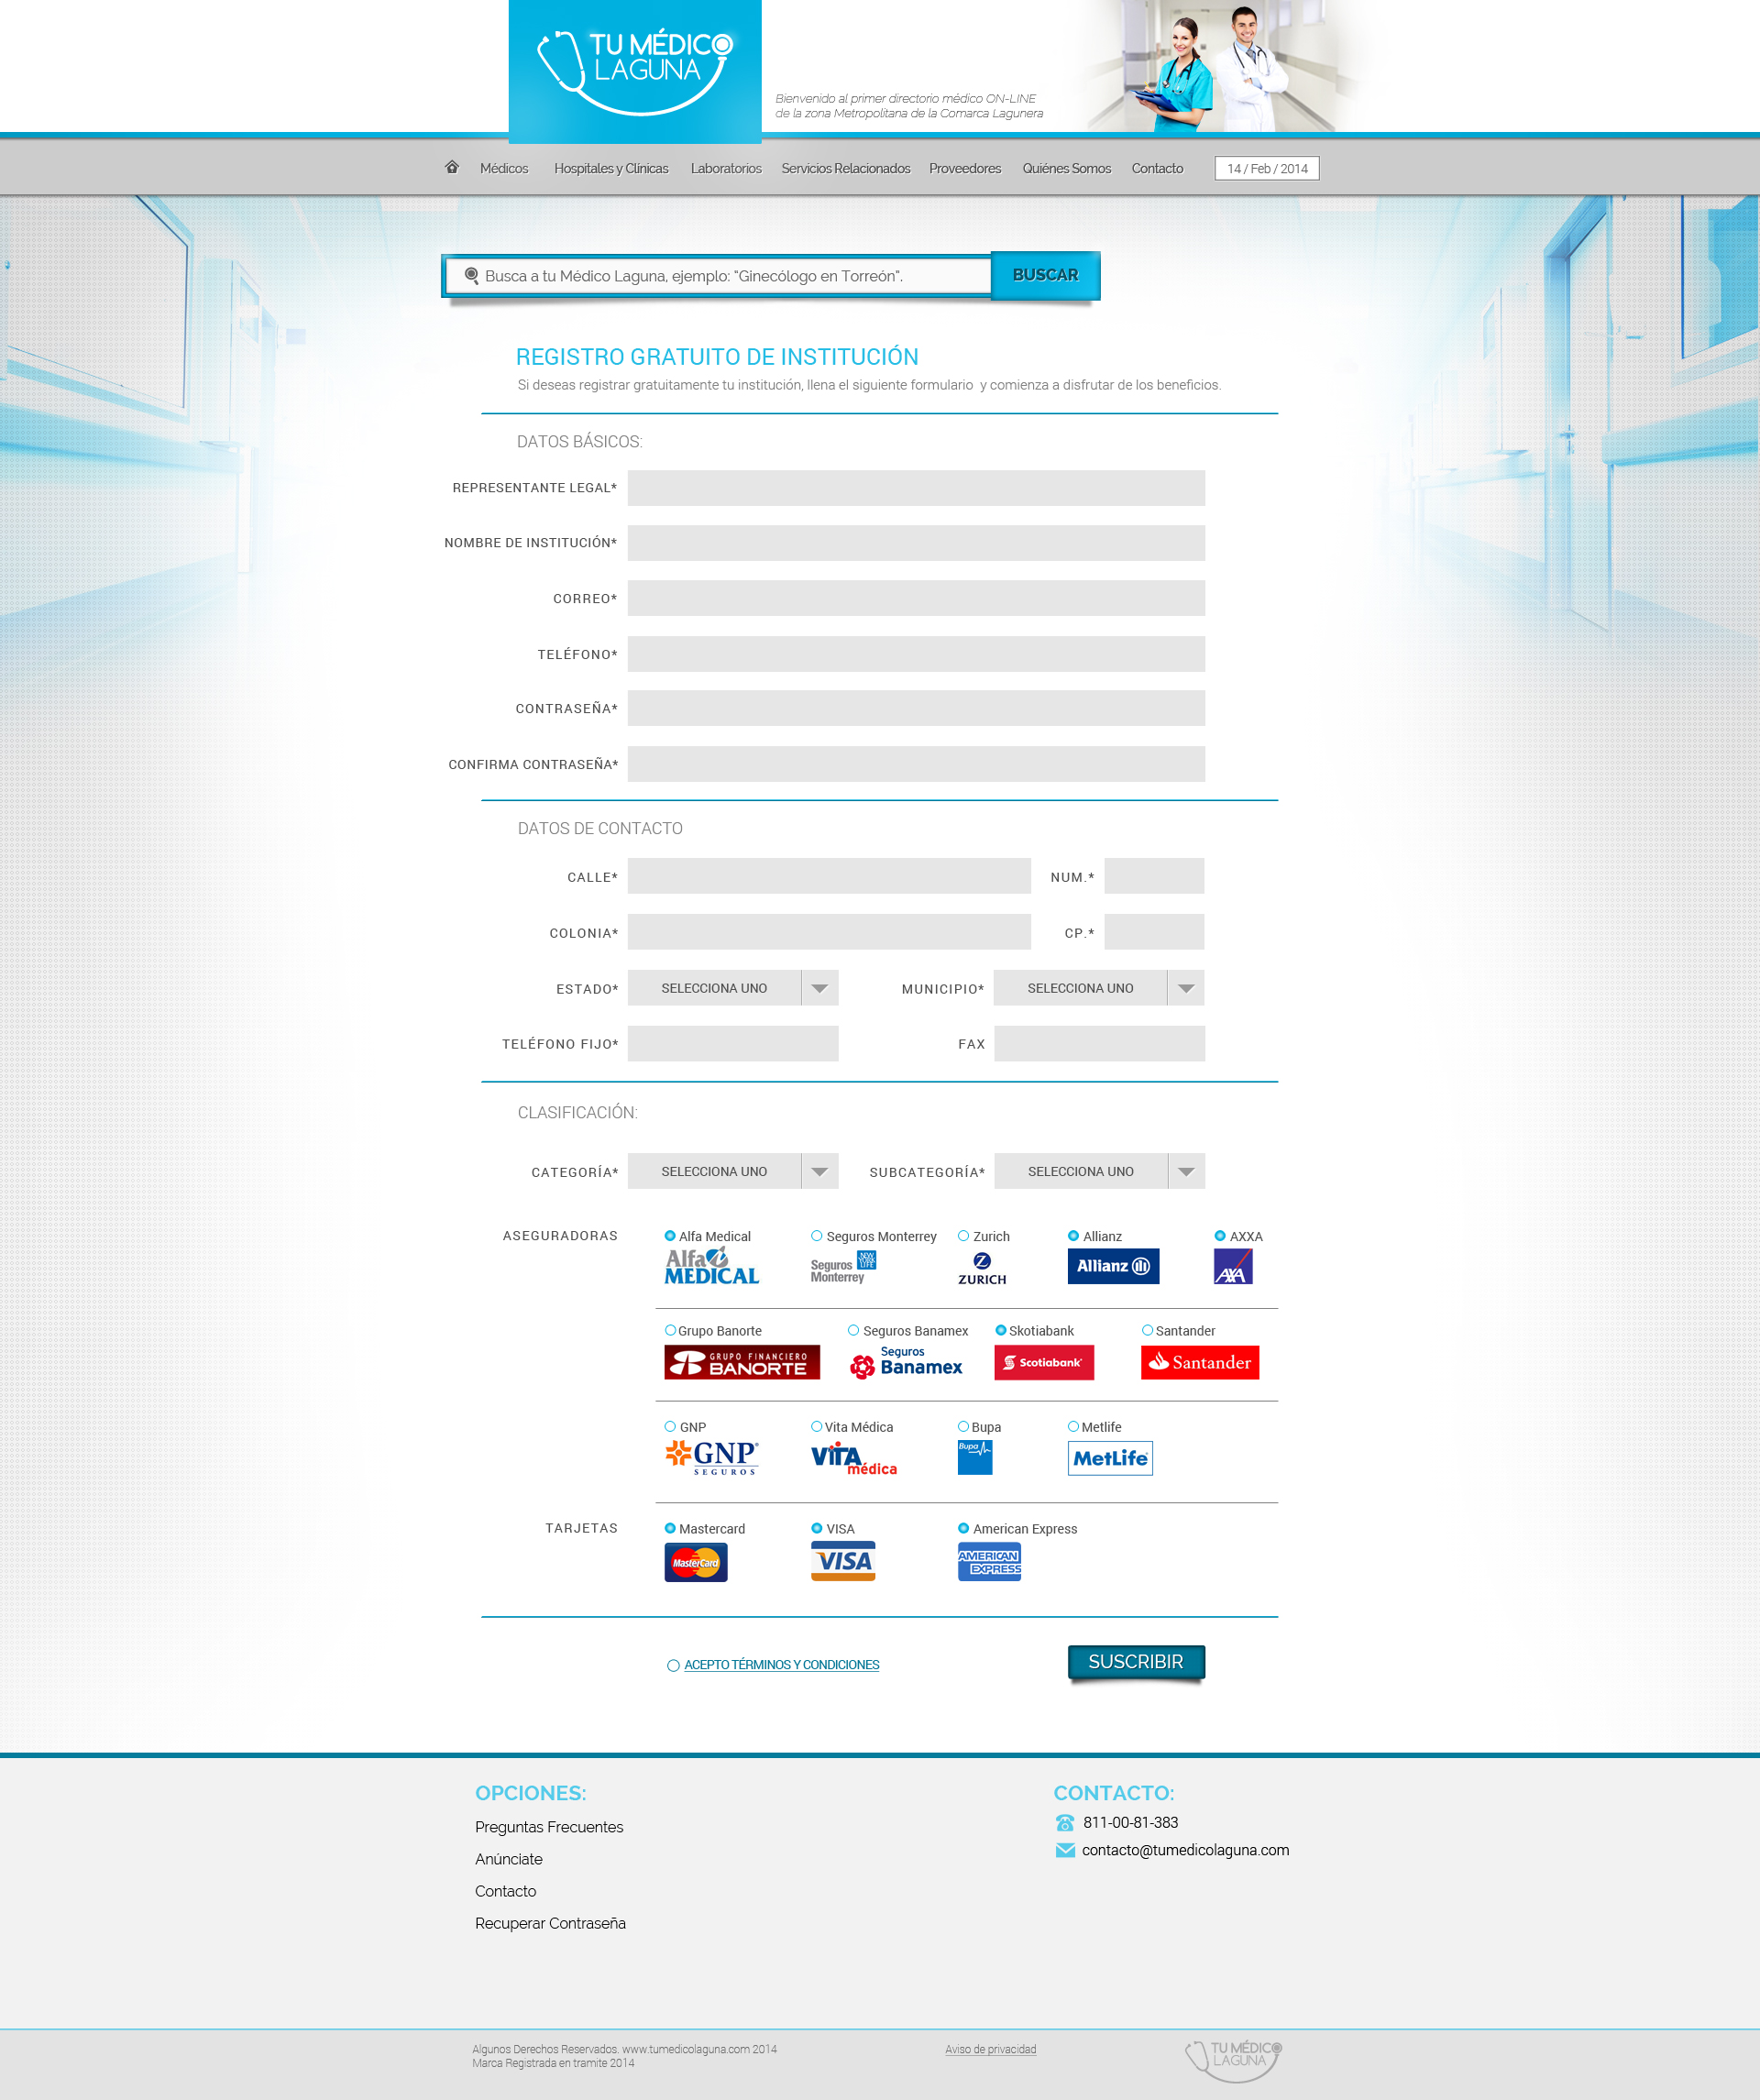 TU MÉDICO
LAGUNA
Bienvenido al primer directorio médico ON-LINE
de la zona Metropolitana de la Comarca Lagunera
Médicos Hospitales y Clínicas Laboratorios Servicios Relacionados Proveedores Quiénes Somos Contacto 14 / Feb / 2014
Busca a tu Médico Laguna, ejemplo: "Ginecólogo en Torreón". BUSCAR
REGISTRO GRATUITO DE INSTITUCIÓN
Si deseas registrar gratuitamente tu institución, llena el siguiente formulario y comienza a disfrutar de los beneficios.
DATOS BÁSICOS:
REPRESENTANTE LEGAL*
NOMBRE DE INSTITUCIÓN*
CORREO*
TELÉFONO*
CONTRASEÑA*
CONFIRMA CONTRASEÑA*
DATOS DE CONTACTO
CALLE* NUM.*
COLONIA* CP.*
ESTADO* SELECCIONA UNO MUNICIPIO* SELECCIONA UNO
TELÉFONO FIJO* FAX
CLASIFICACIÓN:
CATEGORÍA* SELECCIONA UNO SUBCATEGORÍA* SELECCIONA UNO
ASEGURADORAS Alfa Medical Seguros Monterrey Zurich Allianz AXXA
Alfa MEDICAL Seguros Monterrey NEW YORK LIFE Z ZURICH Allianz AXA
Grupo Banorte Seguros Banamex Skotiabank Santander
GRUPO FINANCIERO BANORTE Seguros Banamex Scotiabank Santander
GNP Vita Médica Bupa Metlife
GNP SEGUROS VITA médica Bupa MetLife
TARJETAS Mastercard VISA American Express
MasterCard VISA AMERICAN EXPRESS
ACEPTO TÉRMINOS Y CONDICIONES SUSCRIBIR
OPCIONES:
Preguntas Frecuentes
Anúnciate
Contacto
Recuperar Contraseña
CONTACTO:
811-00-81-383
contacto@tumedicolaguna.com
Algunos Derechos Reservados. www.tumedicolaguna.com 2014
Marca Registrada en tramite 2014
Aviso de privacidad
TU MÉDICO
LAGUNA